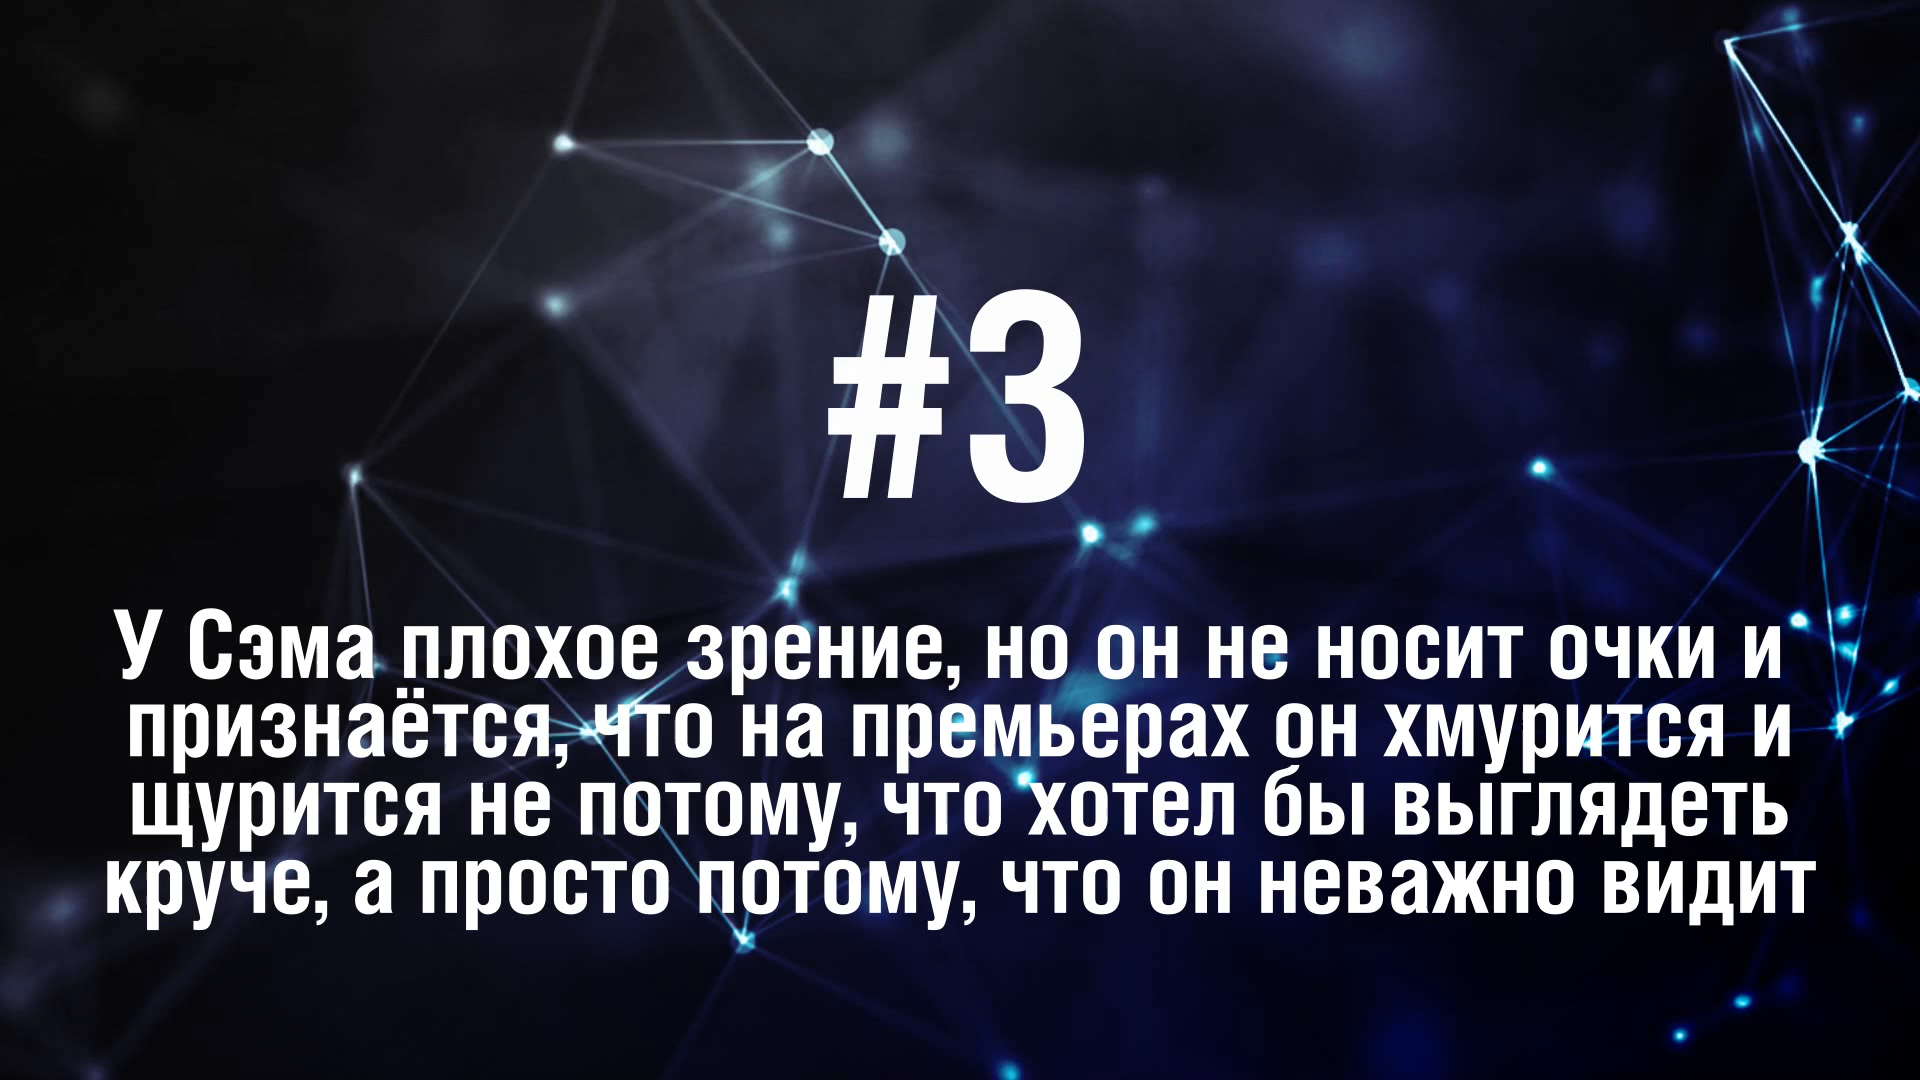 #3
У Сэма плохое зрение, но он не носит очки и
признаётся, что на премьерах он хмурится и
щурится не потому, что хотел бы выглядеть
круче, а просто потому, что он неважно видит